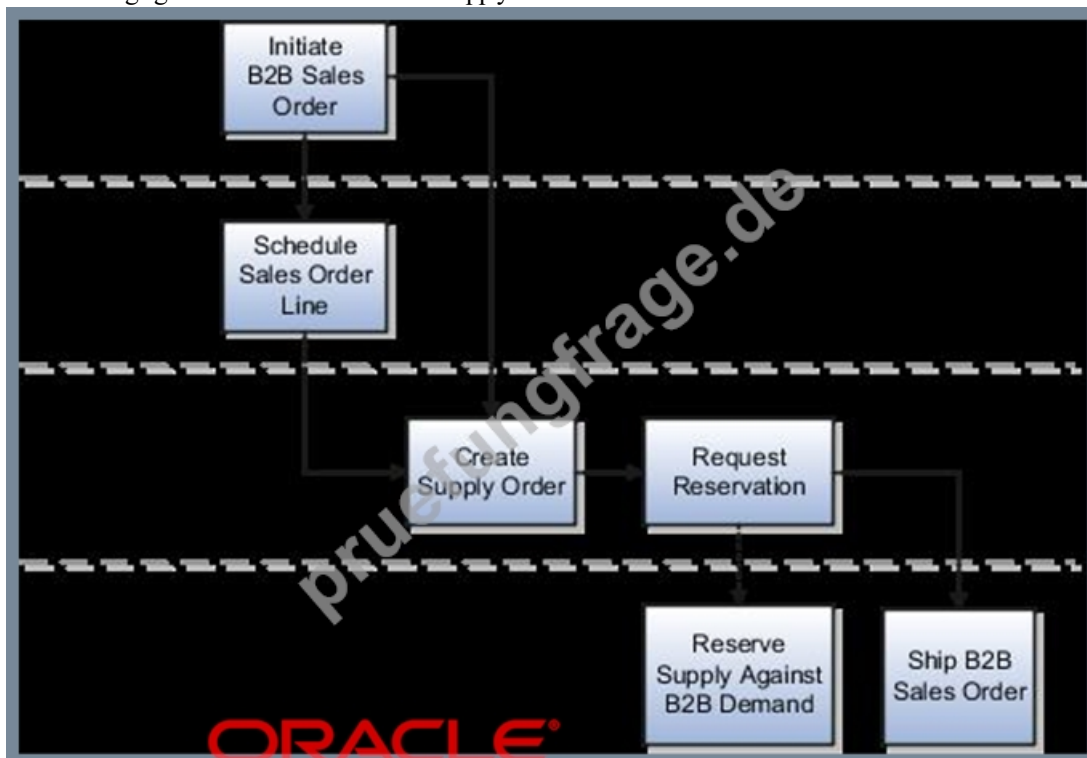 Initiate
B2B Sales
Order
Schedule
Sales Order
Line
Create
Supply Order
Request
Reservation
Reserve
Supply Against
B2B Demand
Ship B2B
Sales Order
pruefungfrage.de
ORACLE®